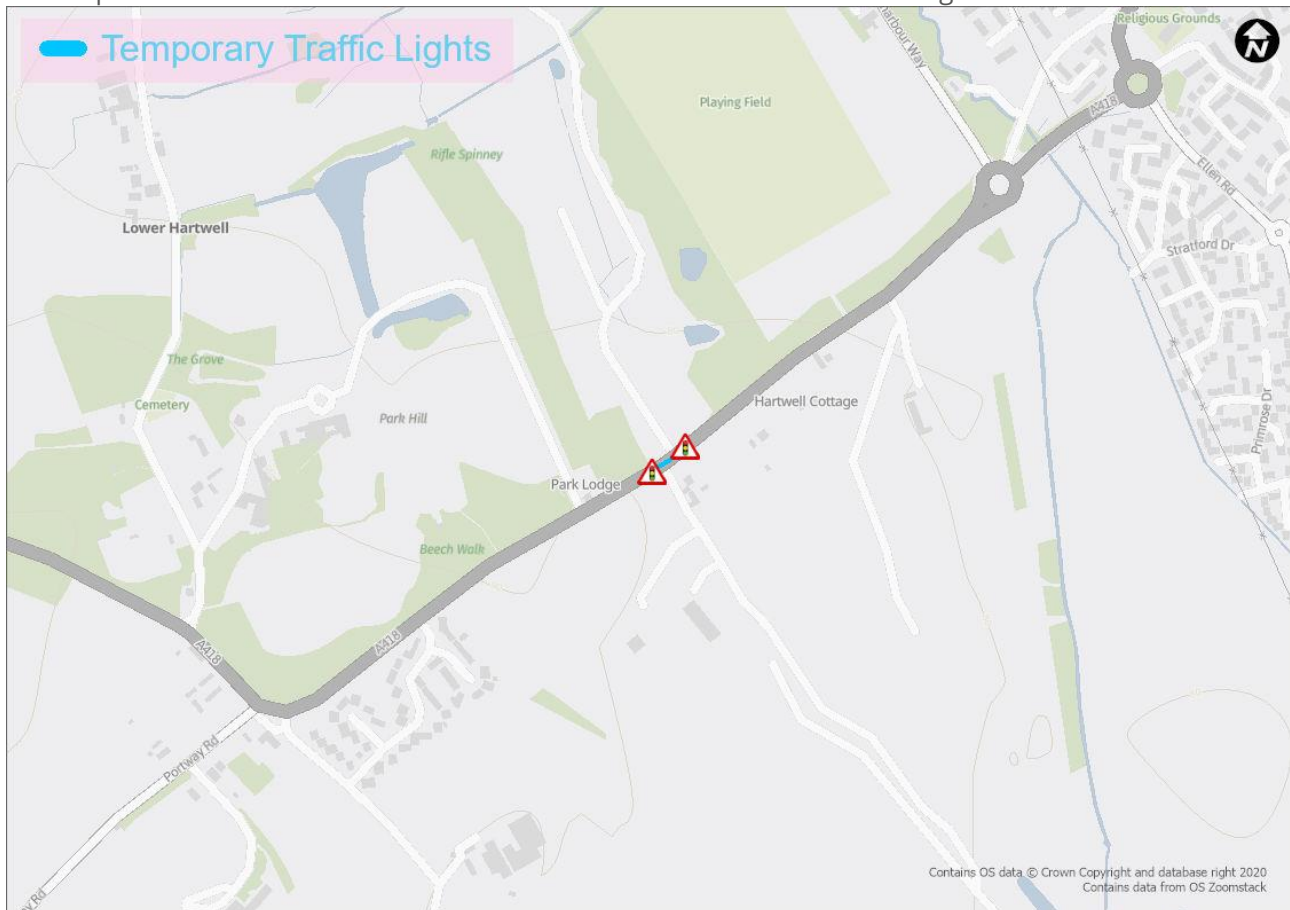 Temporary Traffic Lights
N
Religious Grounds
harbour Way
Playing Field
A418
Rifle Spinney
Ellen Rd
Lower Hartwell
Stratford Dr
The Grove
Cemetery
Park Hill
Hartwell Cottage
Primrose Dr
Park Lodge
Beech Walk
A418
A418
Portway Rd
Rd
Contains OS data © Crown Copyright and database right 2020
Contains data from OS Zoomstack